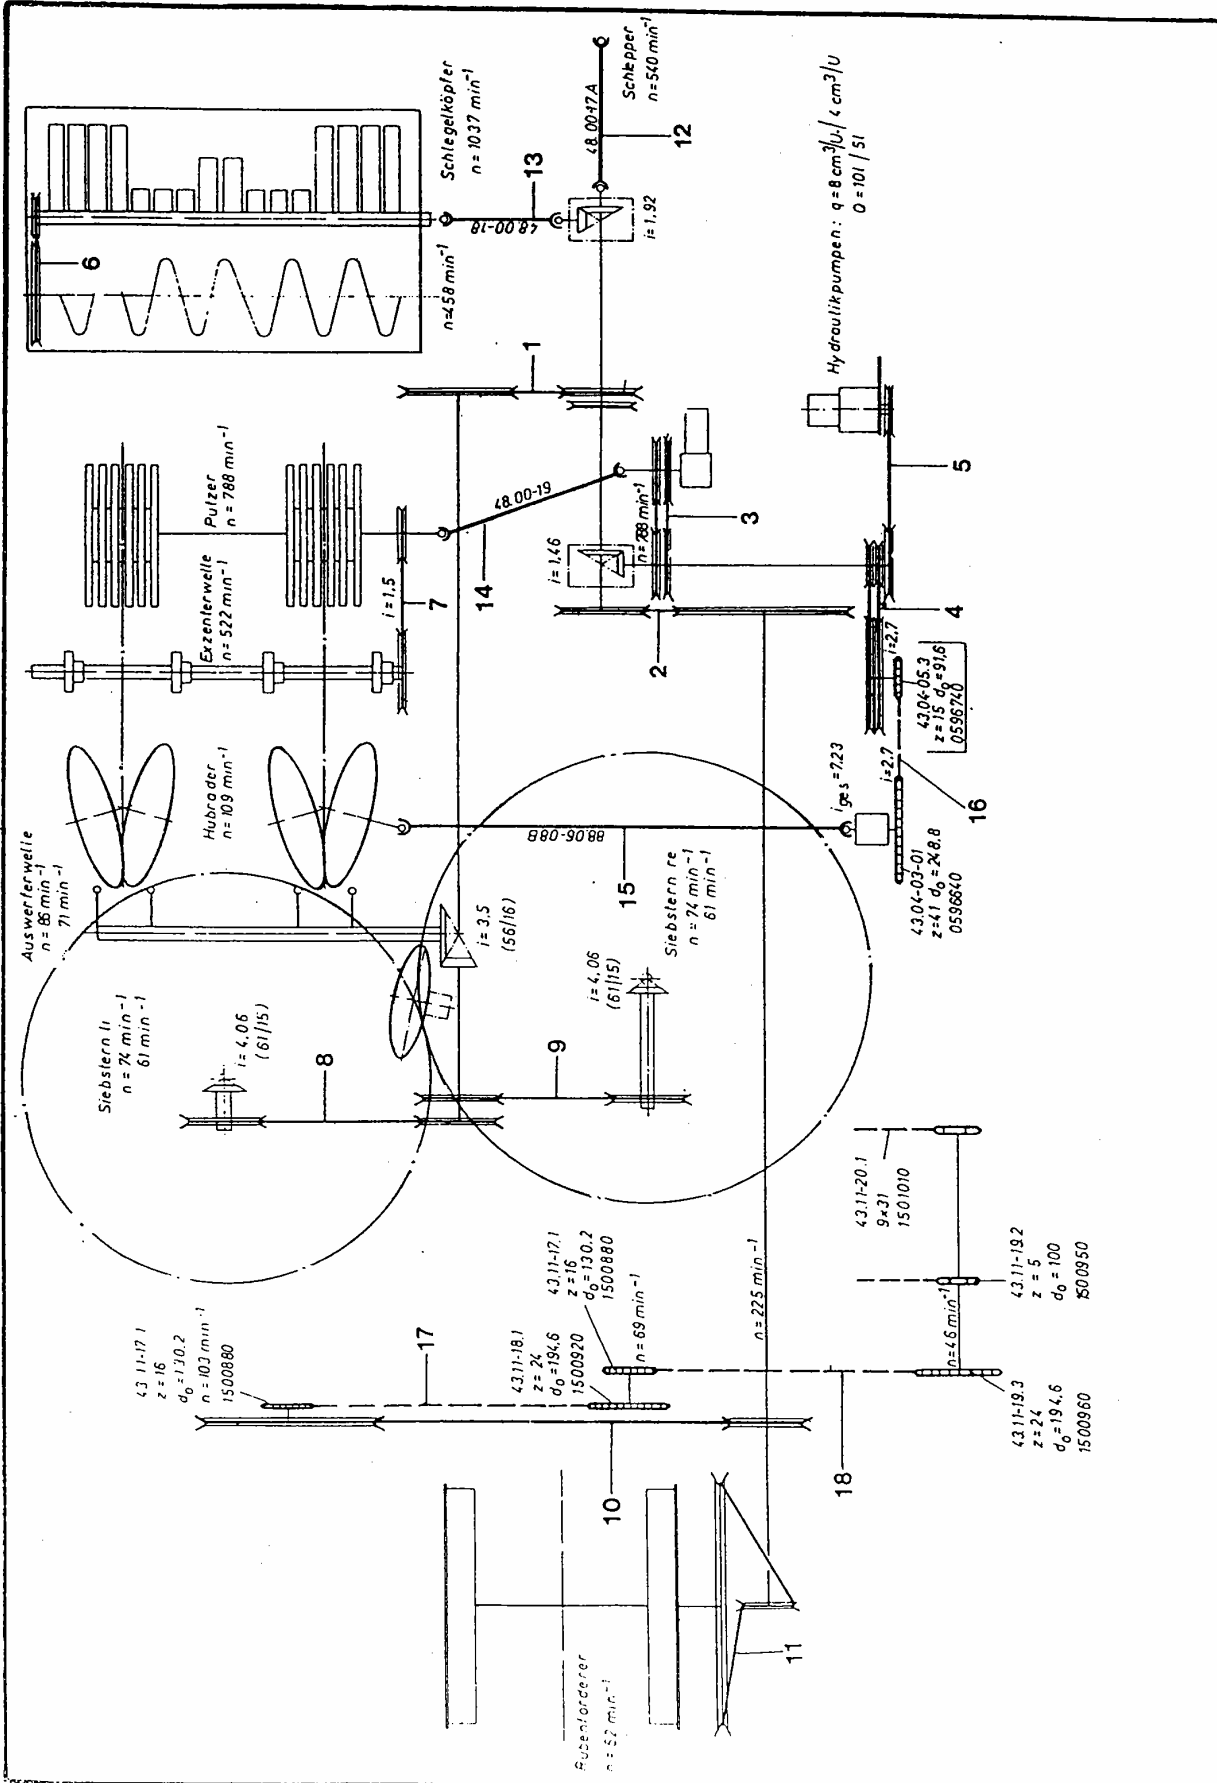 Schlepper
n=540 min⁻¹
48.00-17A
12
Schlegelköpfer
n = 1037 min⁻¹
13
48.00-18
i=1,92
6
n=458 min⁻¹
Hydraulikpumpen: q=8 cm³/U./ 4 cm³/U
Q = 10l / 5l
1
Putzer
n = 788 min⁻¹
48.00-19
14
n=788 min⁻¹
3
5
i=1,46
Exzenterwelle
n = 522 min⁻¹
i=1,5
7
2
4
i=2,7
43.04-05.3
z=15 d₀=91,6
0596740
Hubräder
n = 109 min⁻¹
88.06-08B
15
i ges =7,23
i=2,7
16
43.04-03-01
z=41 d₀=248.8
0596640
Auswerferwelle
n = 86 min⁻¹
71 min⁻¹
i=3,5
(56/16)
Siebstern re
n = 74 min⁻¹
61 min⁻¹
Siebstern li
n = 74 min⁻¹
61 min⁻¹
i=4,06
(61/15)
8
i=4,06
(61/15)
9
43.11-20.1
9x31
1501010
43.11-17.1
z=16
d₀=130.2
n=103 min⁻¹
1500880
17
43.11-17.1
z=16
d₀=130.2
1500880
43.11-18.1
z=24
d₀=194,6
1500920
n=69 min⁻¹
n=225 min⁻¹
43.11-19.2
z = 5
d₀ = 100
1500950
n=46 min⁻¹
43.11-19.3
z=24
d₀=194,6
1500960
10
18
Rübenförderer
n = 52 min⁻¹
11